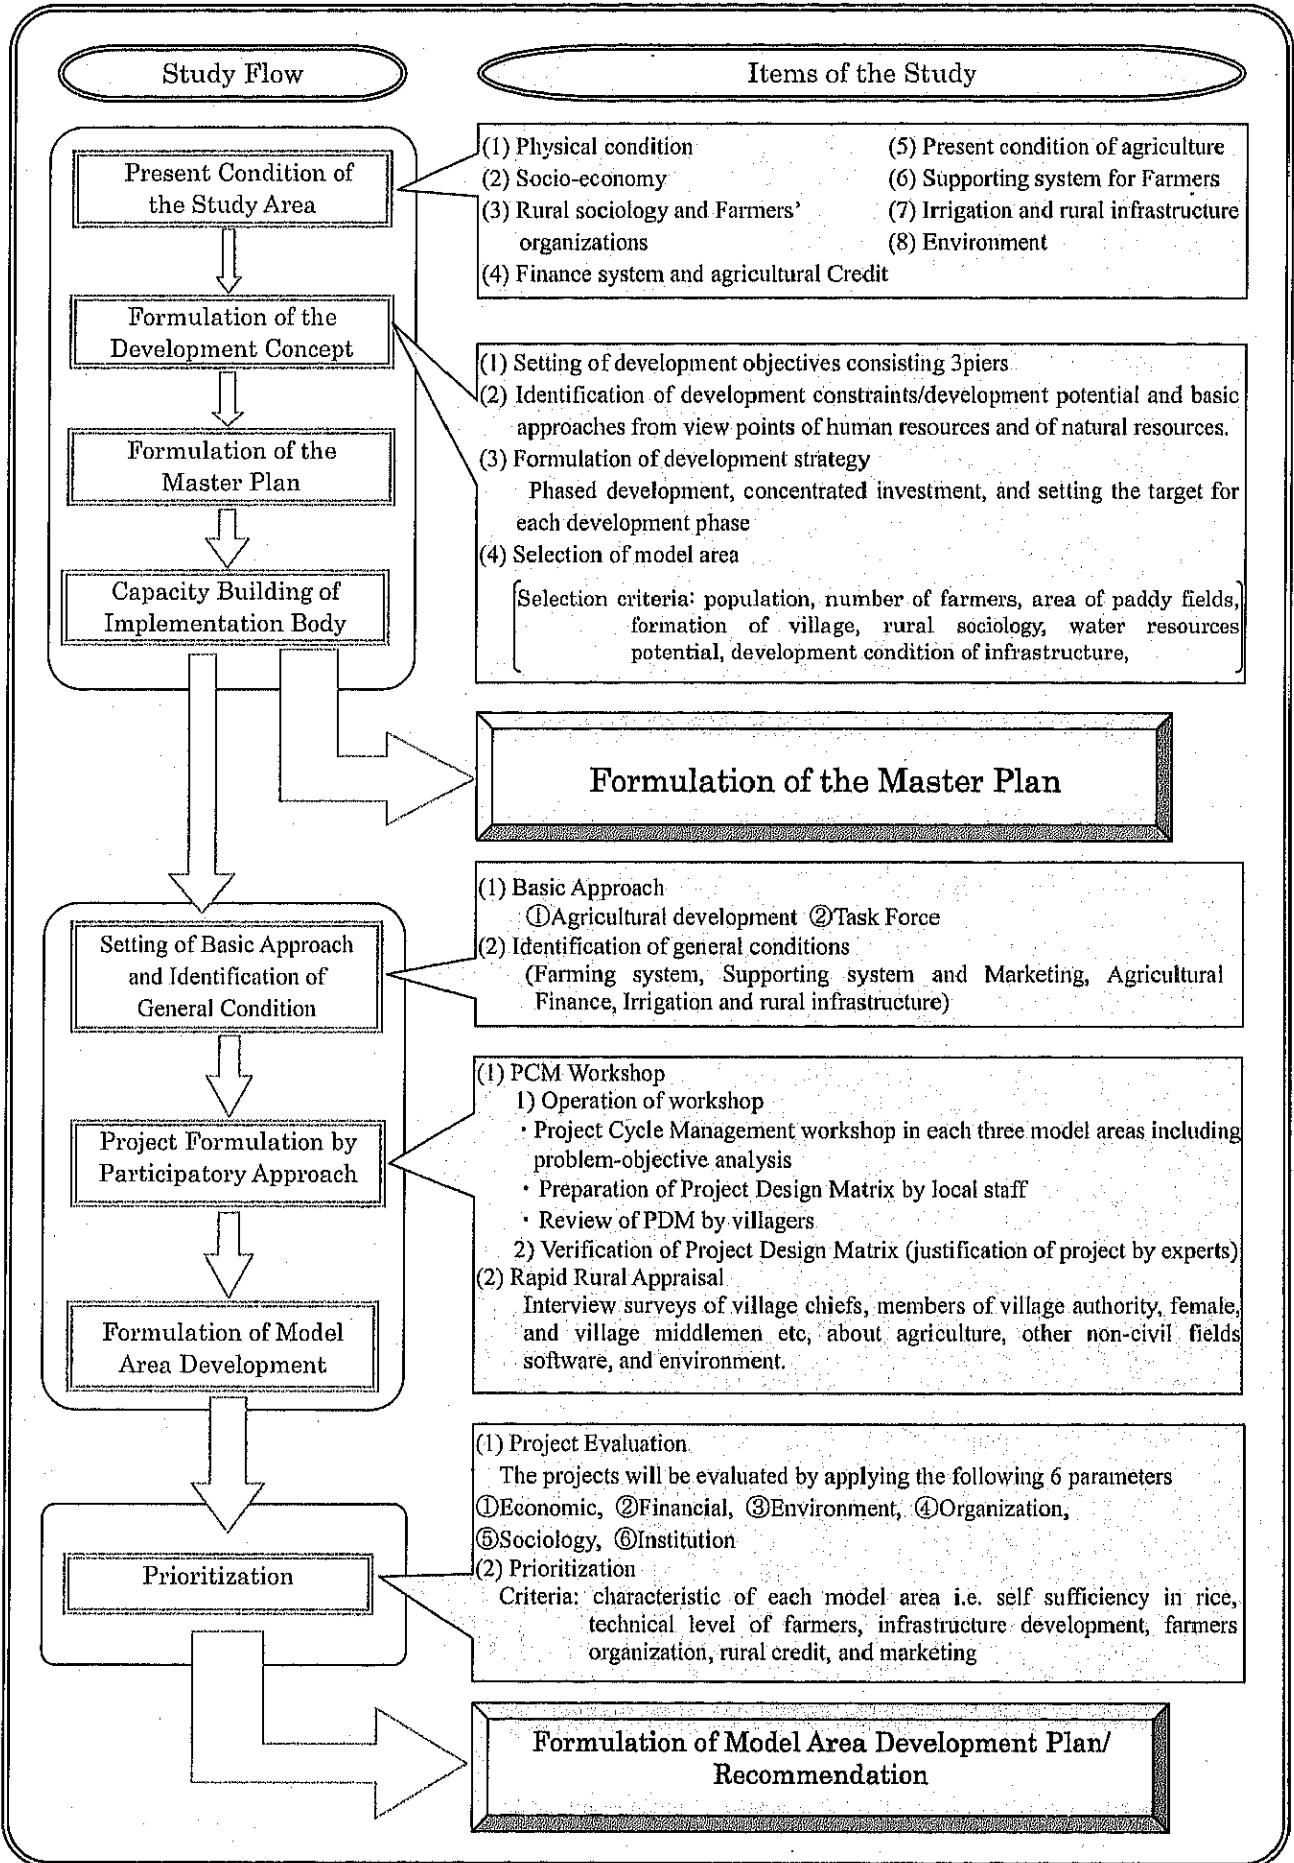 Study Flow
Items of the Study
Present Condition of
the Study Area
(1) Physical condition
(2) Socio-economy
(3) Rural sociology and Farmers'
organizations
(4) Finance system and agricultural Credit
(5) Present condition of agriculture
(6) Supporting system for Farmers
(7) Irrigation and rural infrastructure
(8) Environment
Formulation of the
Development Concept
(1) Setting of development objectives consisting 3piers
(2) Identification of development constraints/development potential and basic
approaches from view points of human resources and of natural resources.
(3) Formulation of development strategy
Phased development, concentrated investment, and setting the target for
each development phase
(4) Selection of model area
Selection criteria: population, number of farmers, area of paddy fields,
formation of village, rural sociology, water resources
potential, development condition of infrastructure,
Formulation of the
Master Plan
Capacity Building of
Implementation Body
Formulation of the Master Plan
Setting of Basic Approach
and Identification of
General Condition
(1) Basic Approach
①Agricultural development ②Task Force
(2) Identification of general conditions
(Farming system, Supporting system and Marketing, Agricultural
Finance, Irrigation and rural infrastructure)
Project Formulation by
Participatory Approach
(1) PCM Workshop
1) Operation of workshop
・Project Cycle Management workshop in each three model areas including
problem-objective analysis
・Preparation of Project Design Matrix by local staff
・Review of PDM by villagers
2) Verification of Project Design Matrix (justification of project by experts)
(2) Rapid Rural Appraisal
Interview surveys of village chiefs, members of village authority, female,
and village middlemen etc, about agriculture, other non-civil fields
software, and environment.
Formulation of Model
Area Development
Prioritization
(1) Project Evaluation
The projects will be evaluated by applying the following 6 parameters
①Economic, ②Financial, ③Environment, ④Organization,
⑤Sociology, ⑥Institution
(2) Prioritization
Criteria: characteristic of each model area i.e. self sufficiency in rice,
technical level of farmers, infrastructure development, farmers
organization, rural credit, and marketing
Formulation of Model Area Development Plan/
Recommendation